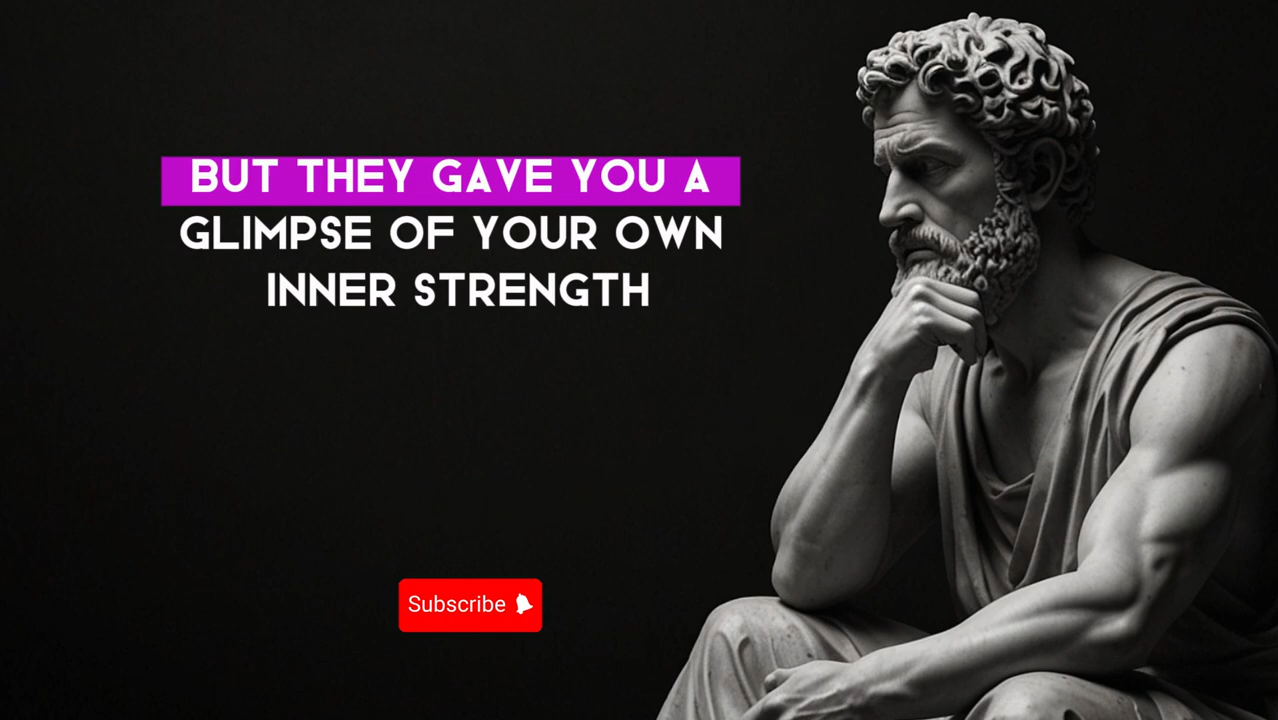 BUT THEY GAVE YOU A
GLIMPSE OF YOUR OWN
INNER STRENGTH
Subscribe